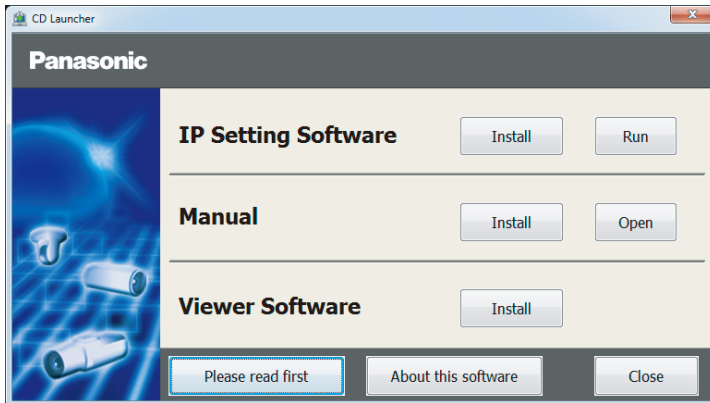 CD Launcher
Panasonic
IP Setting Software Install Run
Manual Install Open
Viewer Software Install
Please read first About this software Close